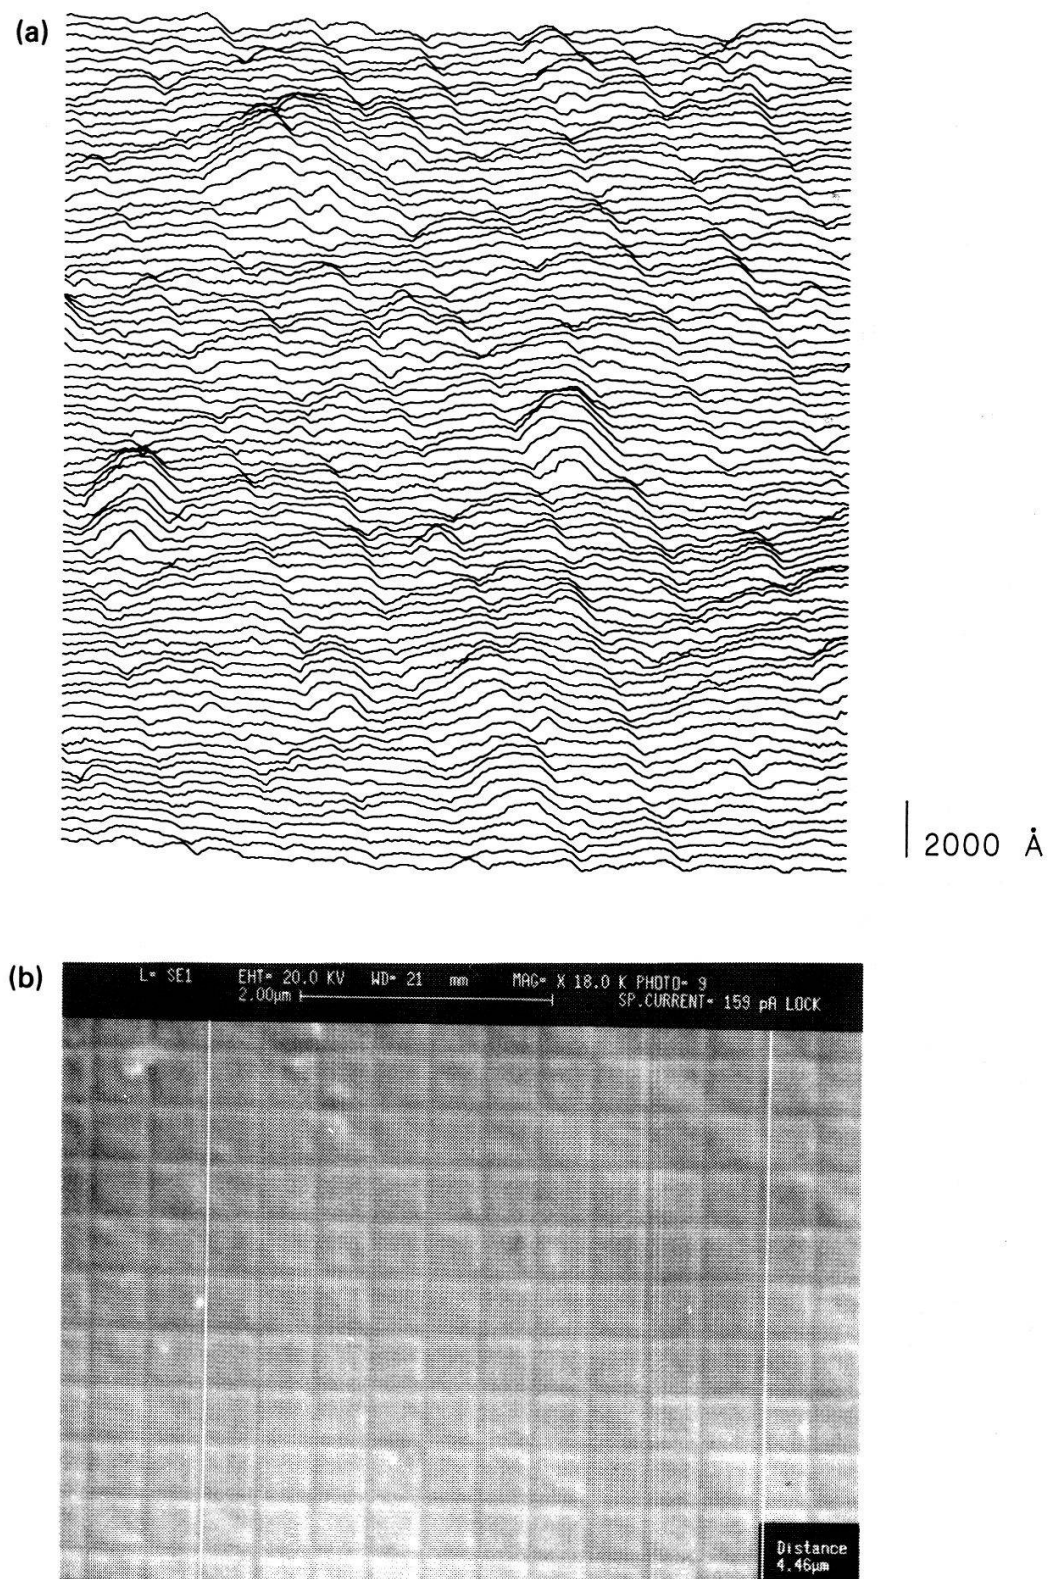 (a)
2000 Å
(b)
L= SE1 EHT= 20.0 KV WD= 21 mm MAG= X 18.0 K PHOTO= 9
2.00μm SP.CURRENT= 159 pA LOCK
Distance
4.46μm